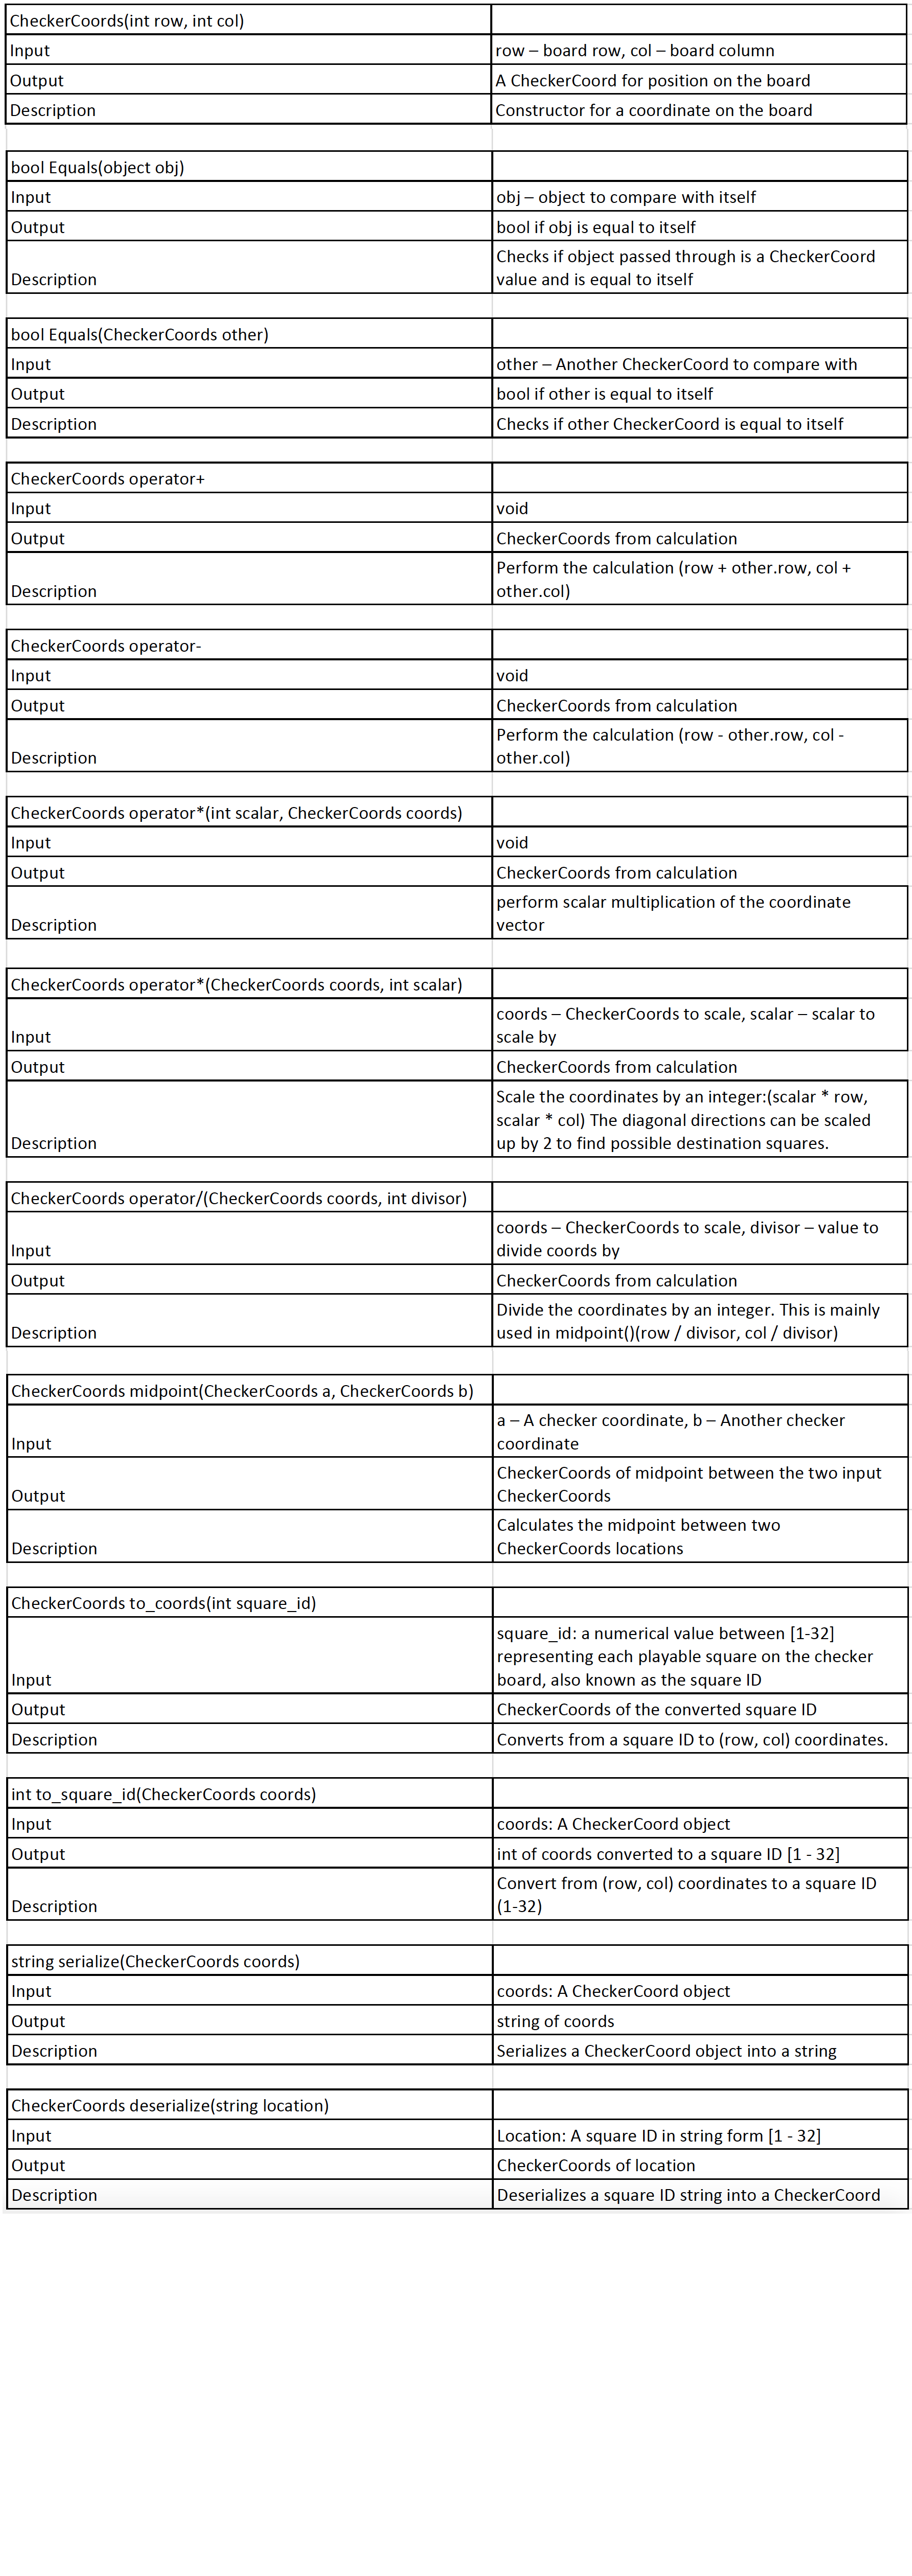 CheckerCoords(int row, int col)
Input
row – board row, col – board column
Output
A CheckerCoord for position on the board
Description
Constructor for a coordinate on the board
bool Equals(object obj)
Input
obj – object to compare with itself
Output
bool if obj is equal to itself
Description
Checks if object passed through is a CheckerCoord
value and is equal to itself
bool Equals(CheckerCoords other)
Input
other – Another CheckerCoord to compare with
Output
bool if other is equal to itself
Description
Checks if other CheckerCoord is equal to itself
CheckerCoords operator+
Input
void
Output
CheckerCoords from calculation
Description
Perform the calculation (row + other.row, col +
other.col)
CheckerCoords operator-
Input
void
Output
CheckerCoords from calculation
Description
Perform the calculation (row - other.row, col -
other.col)
CheckerCoords operator*(int scalar, CheckerCoords coords)
Input
void
Output
CheckerCoords from calculation
Description
perform scalar multiplication of the coordinate
vector
CheckerCoords operator*(CheckerCoords coords, int scalar)
Input
coords – CheckerCoords to scale, scalar – scalar to
scale by
Output
CheckerCoords from calculation
Description
Scale the coordinates by an integer:(scalar * row,
scalar * col) The diagonal directions can be scaled
up by 2 to find possible destination squares.
CheckerCoords operator/(CheckerCoords coords, int divisor)
Input
coords – CheckerCoords to scale, divisor – value to
divide coords by
Output
CheckerCoords from calculation
Description
Divide the coordinates by an integer. This is mainly
used in midpoint()(row / divisor, col / divisor)
CheckerCoords midpoint(CheckerCoords a, CheckerCoords b)
Input
a – A checker coordinate, b – Another checker
coordinate
Output
CheckerCoords of midpoint between the two input
CheckerCoords
Description
Calculates the midpoint between two
CheckerCoords locations
CheckerCoords to_coords(int square_id)
Input
square_id: a numerical value between [1-32]
representing each playable square on the checker
board, also known as the square ID
Output
CheckerCoords of the converted square ID
Description
Converts from a square ID to (row, col) coordinates.
int to_square_id(CheckerCoords coords)
Input
coords: A CheckerCoord object
Output
int of coords converted to a square ID [1 - 32]
Description
Convert from (row, col) coordinates to a square ID
(1-32)
string serialize(CheckerCoords coords)
Input
coords: A CheckerCoord object
Output
string of coords
Description
Serializes a CheckerCoord object into a string
CheckerCoords deserialize(string location)
Input
Location: A square ID in string form [1 - 32]
Output
CheckerCoords of location
Description
Deserializes a square ID string into a CheckerCoord